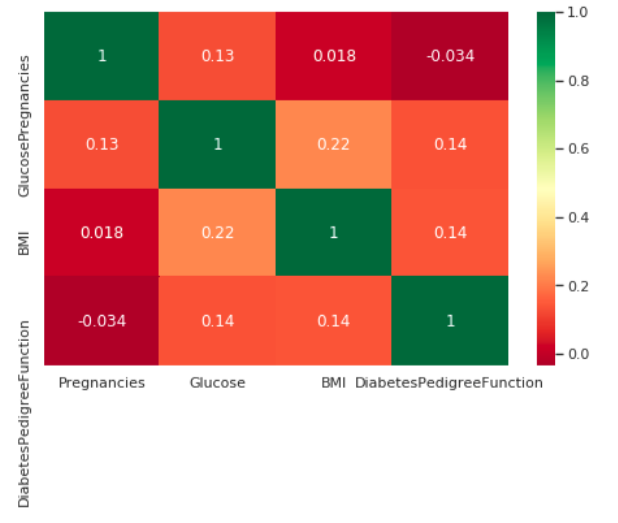 1 0.13 0.018 -0.034
0.13 1 0.22 0.14
0.018 0.22 1 0.14
-0.034 0.14 0.14 1
Pregnancies Glucose BMI DiabetesPedigreeFunction
Pregnancies
Glucose
BMI
DiabetesPedigreeFunction
1.0
0.8
0.6
0.4
0.2
0.0